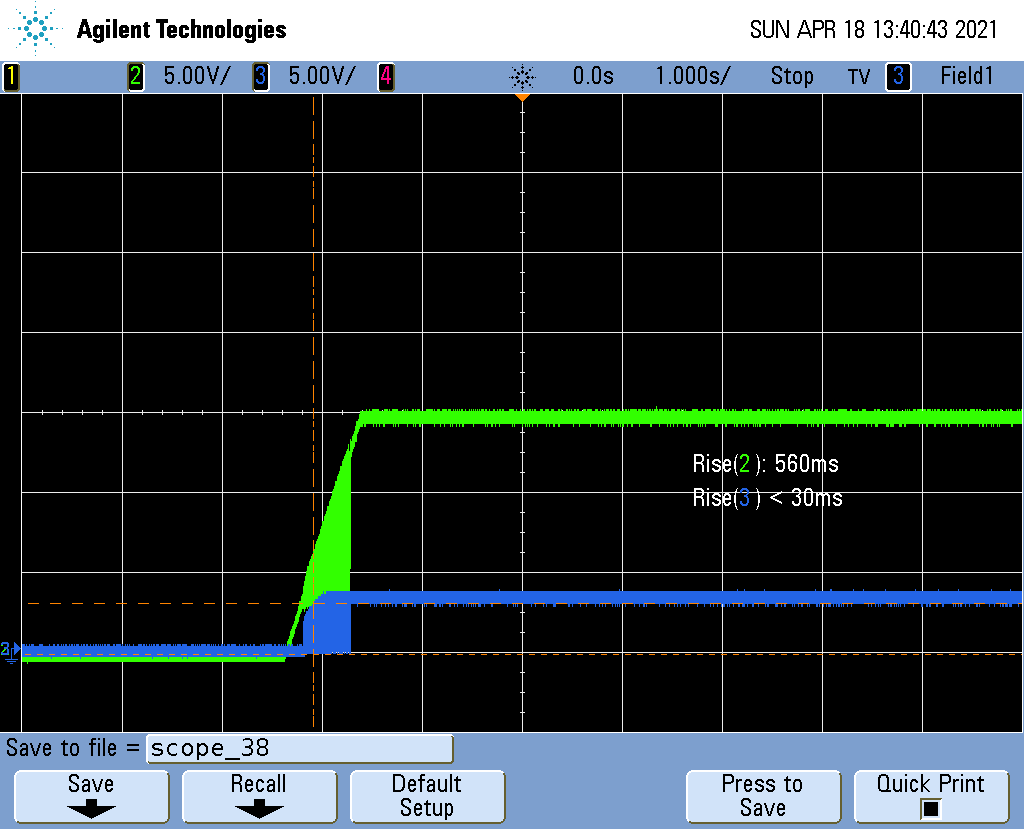 Agilent Technologies
SUN APR 18 13:40:43 2021
1 2 5.00V/ 3 5.00V/ 4 0.0s 1.000s/ Stop TV 3 Field1
Rise(2): 560ms
Rise(3) < 30ms
2
Save to file = scope_38
Save
Recall
Default
Setup
Press to
Save
Quick Print